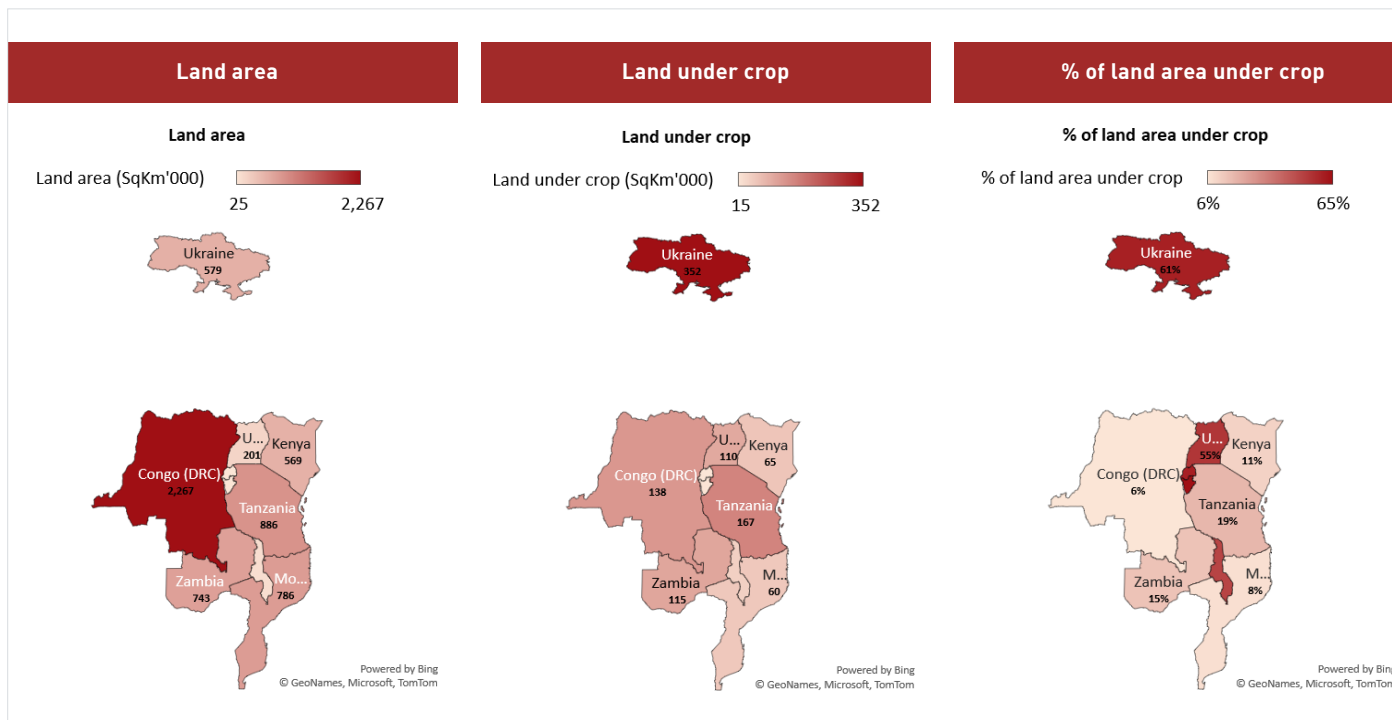 Land area
Land area
Land area (SqKm'000)
25
2,267
Ukraine
579
U...
201
Kenya
569
Congo (DRC)
2,267
Tanzania
886
Zambia
743
Mo...
786
Powered by Bing
© GeoNames, Microsoft, TomTom
Land under crop
Land under crop
Land under crop (SqKm'000)
15
352
Ukraine
352
U...
110
Kenya
65
Congo (DRC)
138
Tanzania
167
Zambia
115
M...
60
Powered by Bing
© GeoNames, Microsoft, TomTom
% of land area under crop
% of land area under crop
% of land area under crop
6%
65%
Ukraine
61%
U...
55%
Kenya
11%
Congo (DRC)
6%
Tanzania
19%
Zambia
15%
M...
8%
Powered by Bing
© GeoNames, Microsoft, TomTom